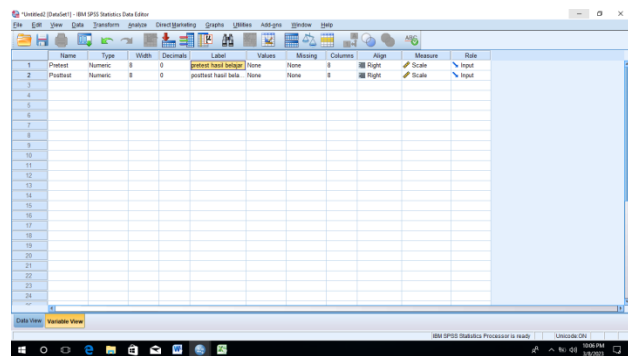 *Untitled2 [DataSet1] - IBM SPSS Statistics Data Editor
File Edit View Data Transform Analyze Direct Marketing Graphs Utilities Add-ons Window Help
Name Type Width Decimals Label Values Missing Columns Align Measure Role
1 Pretest Numeric 8 0 pretest hasil belajar None None 8 Right Scale Input
2 Posttest Numeric 8 0 posttest hasil bela... None None 8 Right Scale Input
3
4
5
6
7
8
9
10
11
12
13
14
15
16
17
18
19
20
21
22
23
24
Data View Variable View
IBM SPSS Statistics Processor is ready Unicode:ON
10:06 PM
3/8/2023